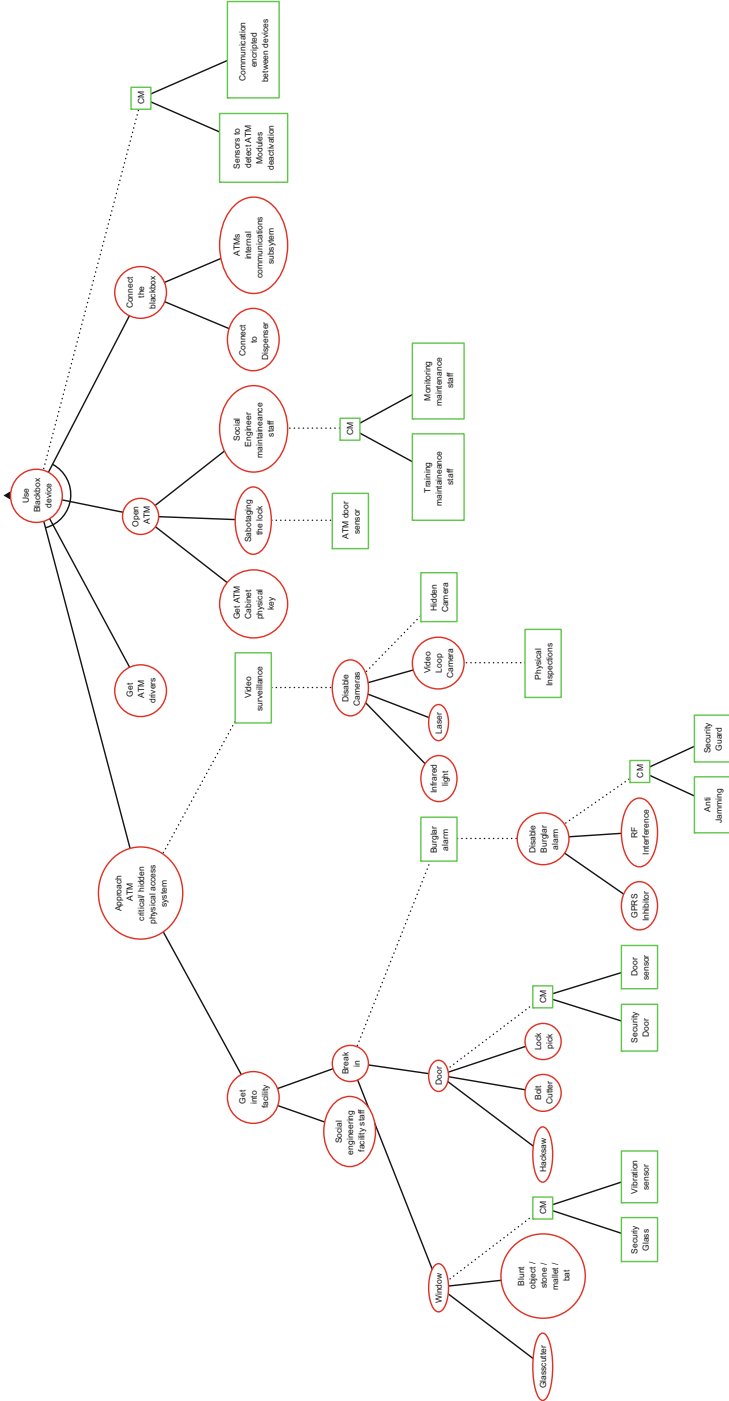 Use
Blackbox
device
CM
Communication
encripted
between devices
Sensors to
detect ATM
Modules
deactivation
Connect
the
blackbox
ATMs
internal
communications
subsytem
Connect
to
Dispenser
Open
ATM
Social
Engineer
maintaineance
staff
CM
Monitoring
maintenance
staff
Training
maintaineance
staff
Sabotaging
the lock
ATM door
sensor
Get ATM
Cabinet
physical
key
Get
ATM
drivers
Approach
ATM
critical/ hidden
physical access
system
Video
surveillance
Disable
Cameras
Hidden
Camera
Video
Loop
Camera
Physical
Inspections
Laser
Infrared
light
Get
into
facility
Social
engineering
facility staff
Break
in
Burglar
alarm
Disable
Burglar
alarm
CM
Security
Guard
Anti
Jamming
RF
Interference
GPRS
Inhibitor
Door
CM
Door
sensor
Security
Door
Lock
pick
Bolt
Cutter
Hacksaw
Window
CM
Vibration
sensor
Securiy
Glass
Blunt
object /
stone /
mallet /
bat
Glasscutter